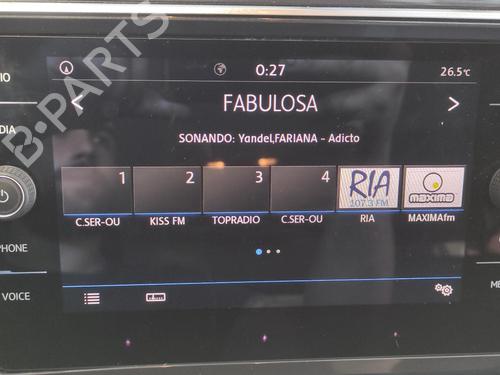 0:27
26.5°C
FABULOSA
SONANDO: Yandel,FARIANA - Adicto
1 2 3 4 RIA
107.3 FM
maxima
C.SER-OU KISS FM TOPRADIO C.SER-OU RIA MAXIMAfm
PHONE
VOICE
B-PARTS